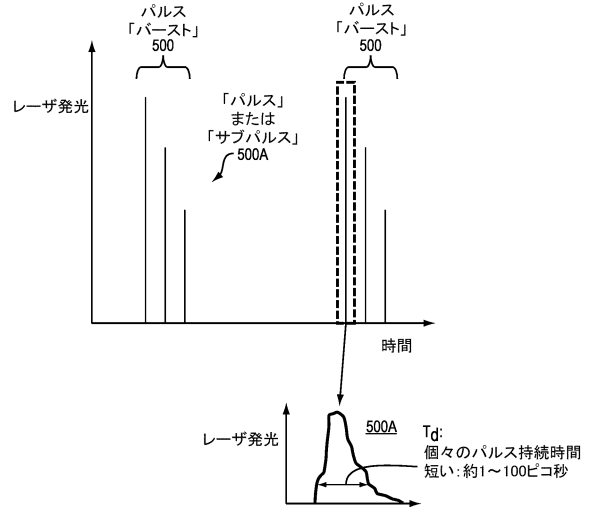 パルス
「バースト」
500
パルス
「バースト」
500
レーザ発光
「パルス」
または
「サブパルス」
500A
時間
レーザ発光
500A
Td:
個々のパルス持続時間
短い:約1～100ピコ秒